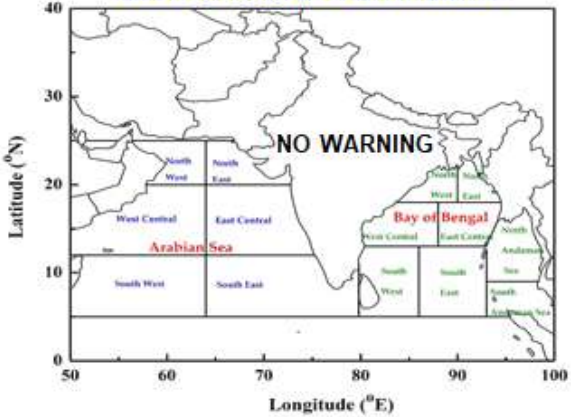 40
30
20
10
0
Latitude (°N)
NO WARNING
North
West
North
East
West Central
East Central
Arabian Sea
South West
South East
North
West
North
East
Bay of Bengal
West Central
East Central
North
Andaman
Sea
South
West
South
East
South
Andaman Sea
50
60
70
80
90
100
Longitude (°E)